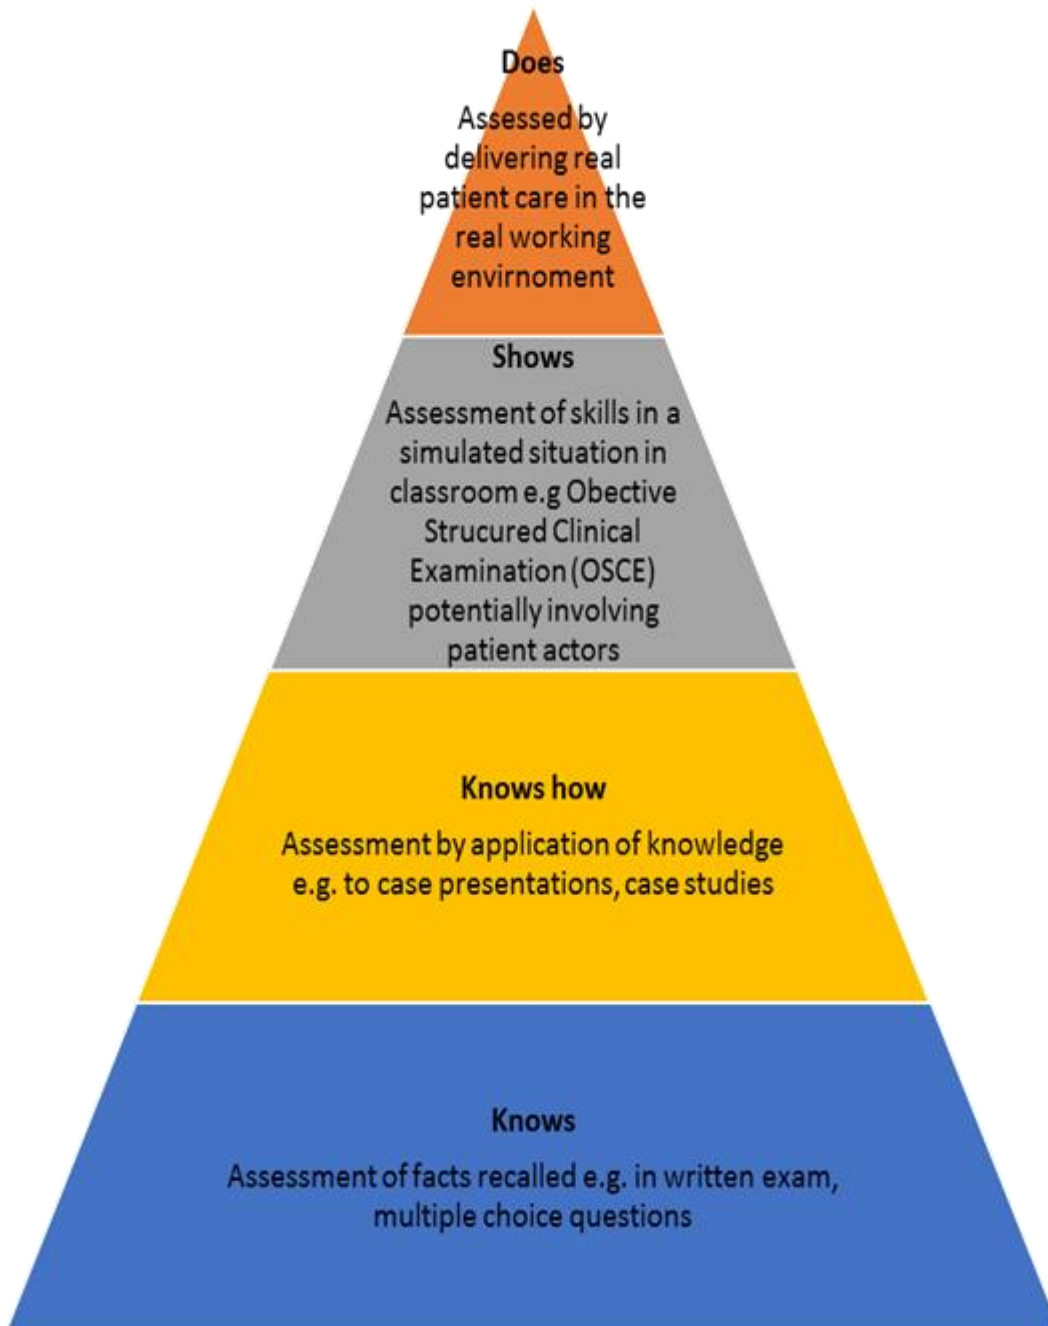 Does
Assessed by
delivering real
patient care in the
real working
envirnoment
Shows
Assessment of skills in a
simulated situation in
classroom e.g Obective
Strucured Clinical
Examination (OSCE)
potentially involving
patient actors
Knows how
Assessment by application of knowledge
e.g. to case presentations, case studies
Knows
Assessment of facts recalled e.g. in written exam,
multiple choice questions